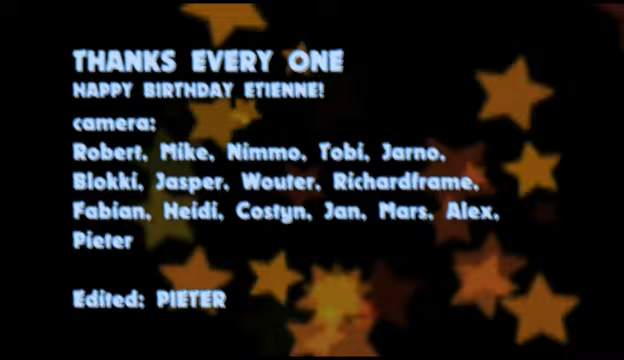 THANKS EVERY ONE
HAPPY BIRTHDAY ETIENNE!
camera:
Robert, Mike, Nimmo, Tobi, Jarno,
Blokki, Jasper, Wouter, Richardframe,
Fabian, Heidi, Costyn, Jan, Mars, Alex,
Pieter
Edited: PIETER